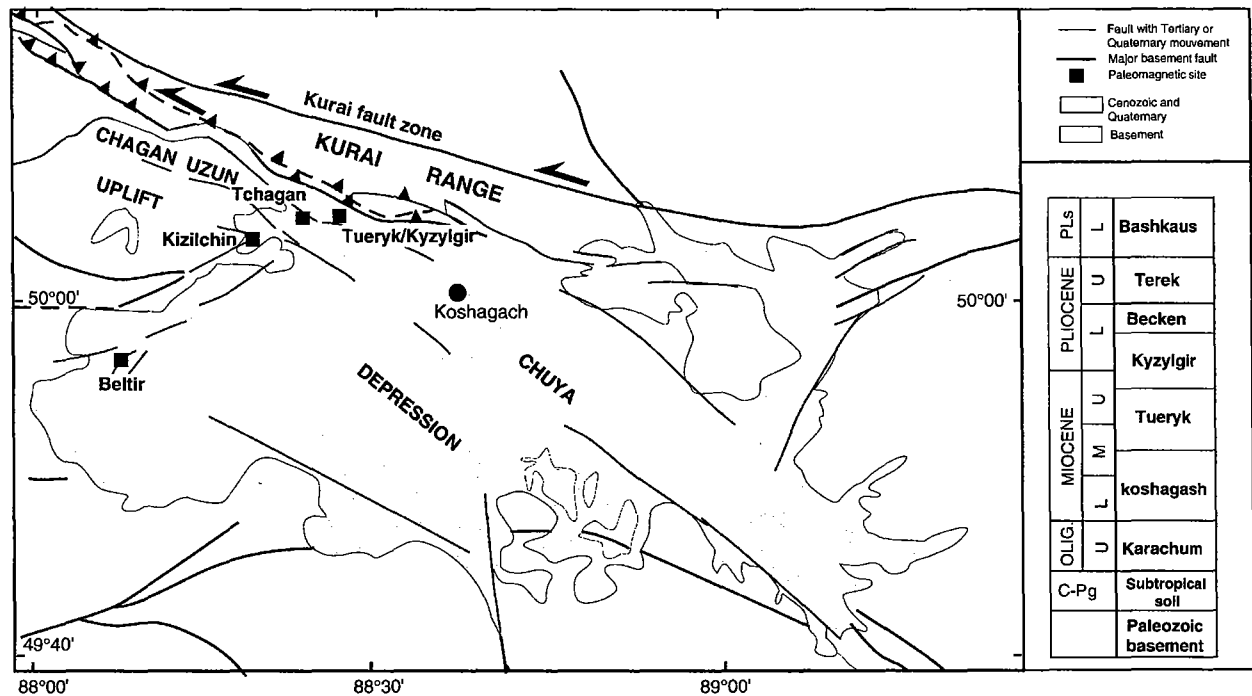 Fault with Tertiary or
Quaternary mouvement
Major basement fault
Paleomagnetic site
Cenozoic and
Quaternary
Basement
Kurai fault zone
KURAI
RANGE
CHAGAN UZUN
UPLIFT
Tchagan
Kizilchin
Tueryk/Kyzylgir
50°00'
50°00'
Koshagach
Beltir
CHUYA
DEPRESSION
49°40'
88°00'
88°30'
89°00'
PLs
L
Bashkaus
PLIOCENE
U
Terek
L
Becken
Kyzylgir
MIOCENE
U
Tueryk
M
L
koshagash
OLIG.
U
Karachum
C-Pg
Subtropical
soil
Paleozoic
basement